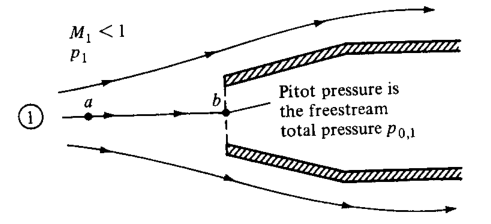 M₁ < 1
p₁
a
b
Pitot pressure is
the freestream
total pressure p₀,₁
1